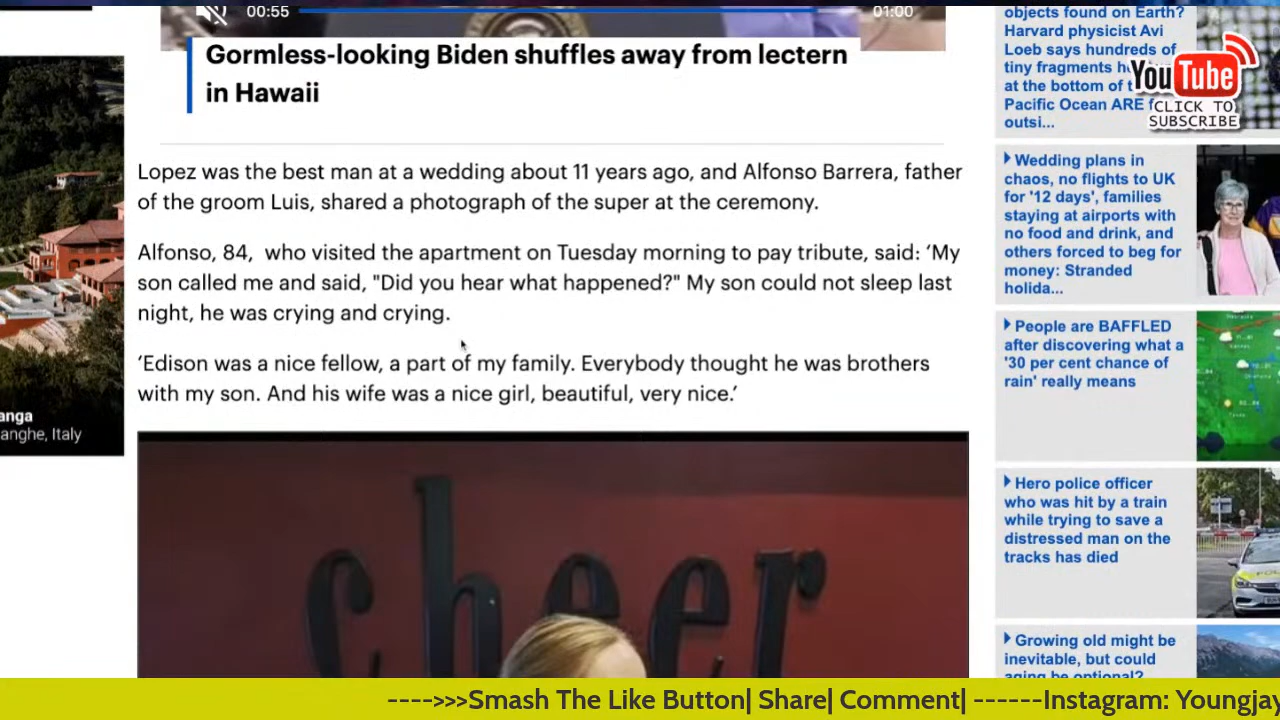 00:55
01:00
Gormless-looking Biden shuffles away from lectern
in Hawaii
Lopez was the best man at a wedding about 11 years ago, and Alfonso Barrera, father
of the groom Luis, shared a photograph of the super at the ceremony.
Alfonso, 84, who visited the apartment on Tuesday morning to pay tribute, said: ‘My
son called me and said, "Did you hear what happened?" My son could not sleep last
night, he was crying and crying.
‘Edison was a nice fellow, a part of my family. Everybody thought he was brothers
with my son. And his wife was a nice girl, beautiful, very nice.’
cheer
anga
anghe, Italy
objects found on Earth?
Harvard physicist Avi
Loeb says hundreds of
tiny fragments
at the bottom of
Pacific Ocean ARE
outsi...
YouTube
CLICK TO
SUBSCRIBE
Wedding plans in
chaos, no flights to UK
for '12 days', families
staying at airports with
no food and drink, and
others forced to beg for
money: Stranded
holida...
People are BAFFLED
after discovering what a
'30 per cent chance of
rain' really means
Hero police officer
who was hit by a train
while trying to save a
distressed man on the
tracks has died
Growing old might be
inevitable, but could
aging be optional?
---->>>Smash The Like Button| Share| Comment| ------Instagram: Youngjay